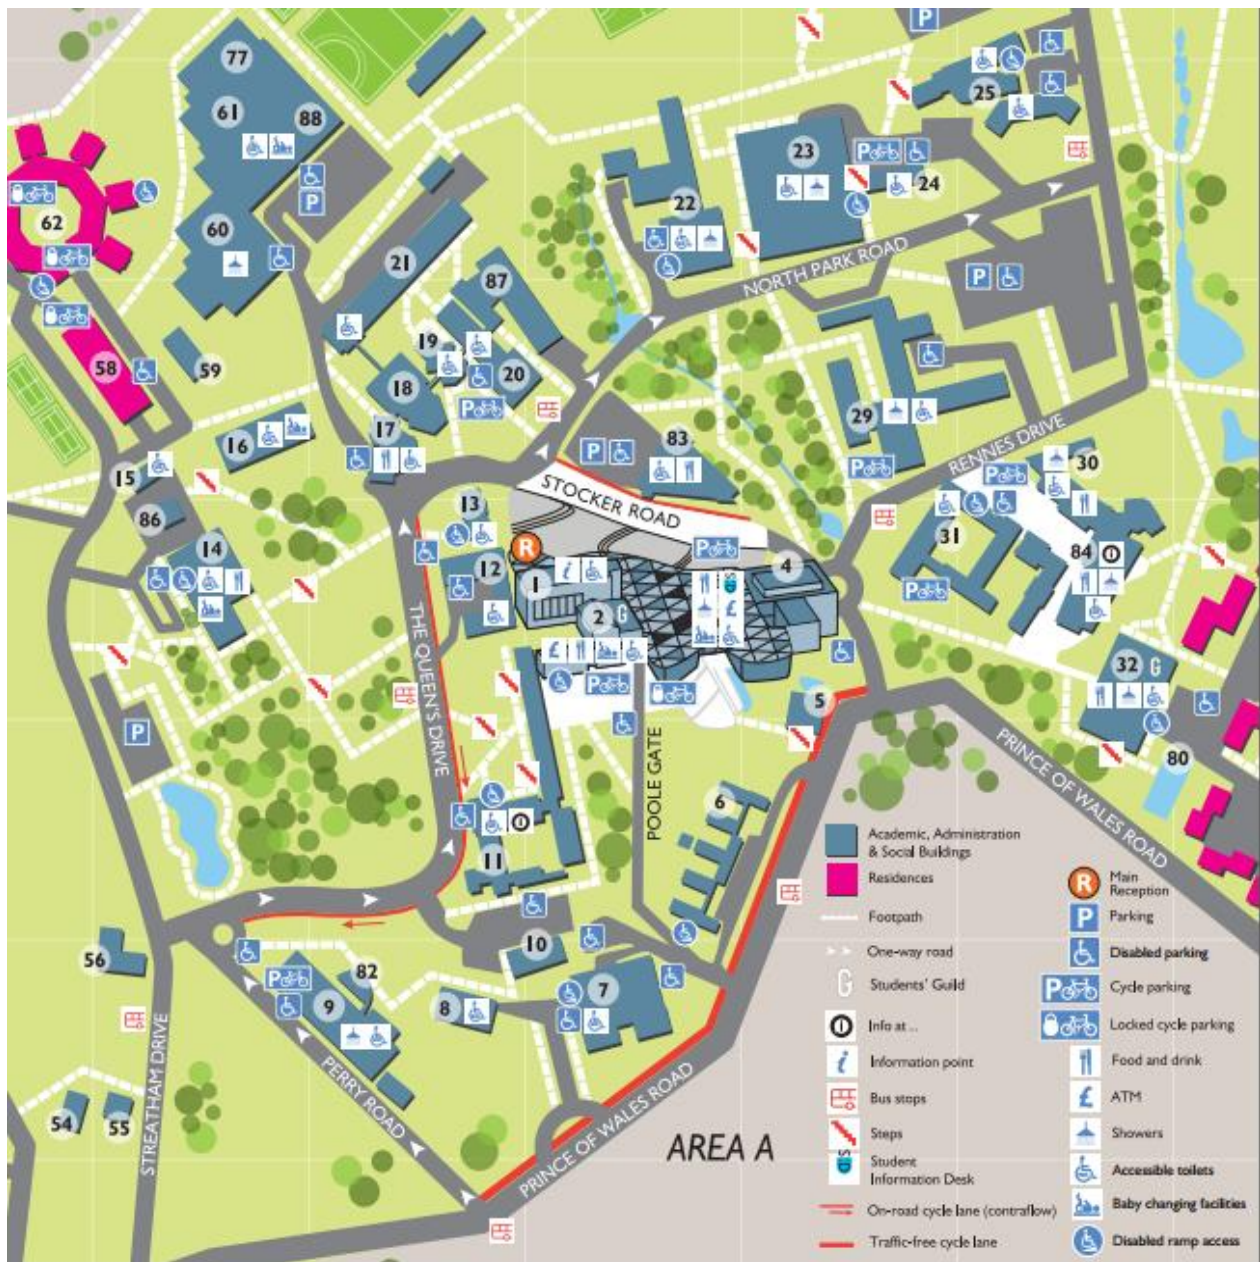 77
61
88
62
60
21
87
22
23
24
25
19
18
20
58
59
16
17
15
86
14
13
12
83
29
30
31
84
32
80
NORTH PARK ROAD
RENNES DRIVE
STOCKER ROAD
R
1
2
4
5
THE QUEEN'S DRIVE
POOLE GATE
PRINCE OF WALES ROAD
6
11
10
7
8
9
82
56
54
55
STREATHAM DRIVE
PERRY ROAD
PRINCE OF WALES ROAD
AREA A
Academic, Administration
& Social Buildings
Residences
Footpath
One-way road
Students' Guild
Info at ..
Information point
Bus stops
Steps
Student
Information Desk
On-road cycle lane (contraflow)
Traffic-free cycle lane
Main
Reception
Parking
Disabled parking
Cycle parking
Locked cycle parking
Food and drink
ATM
Showers
Accessible toilets
Baby changing facilities
Disabled ramp access